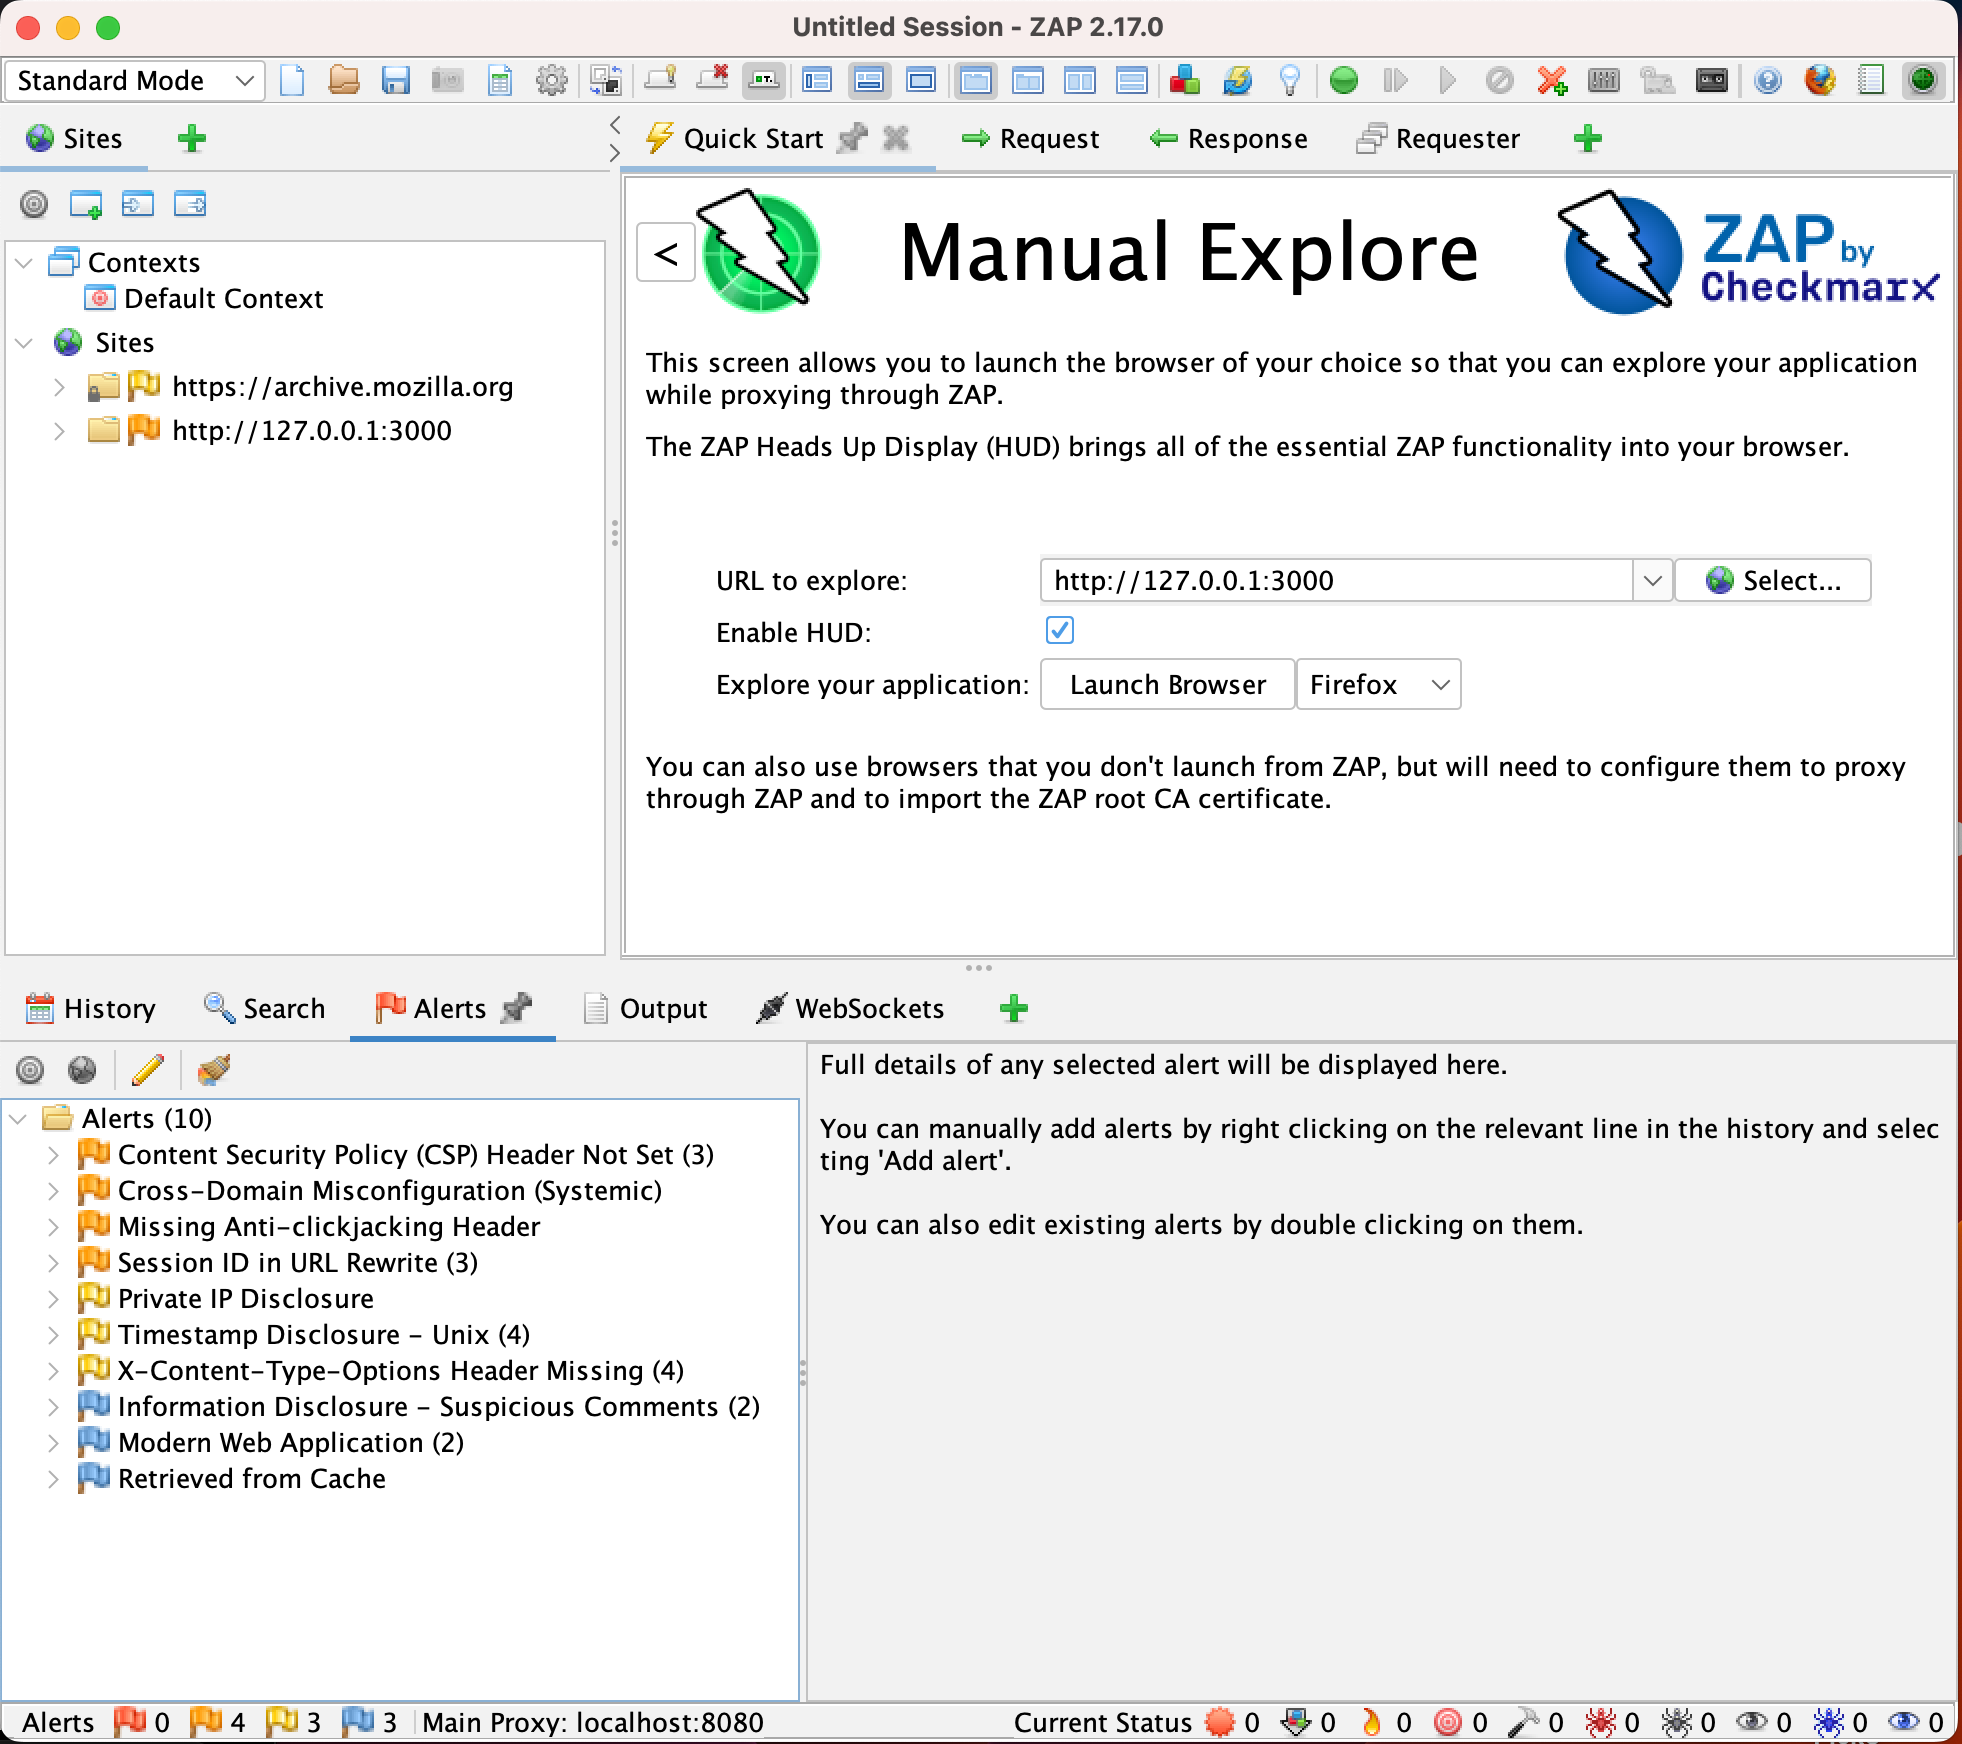 Untitled Session - ZAP 2.17.0
Standard Mode
Sites
Quick Start
Request
Response
Requester
Contexts
Default Context
Sites
https://archive.mozilla.org
http://127.0.0.1:3000
<
Manual Explore
ZAP by
Checkmarx
This screen allows you to launch the browser of your choice so that you can explore your application
while proxying through ZAP.
The ZAP Heads Up Display (HUD) brings all of the essential ZAP functionality into your browser.
URL to explore:
http://127.0.0.1:3000
Select...
Enable HUD:
Explore your application:
Launch Browser
Firefox
You can also use browsers that you don't launch from ZAP, but will need to configure them to proxy
through ZAP and to import the ZAP root CA certificate.
History
Search
Alerts
Output
WebSockets
Alerts (10)
Content Security Policy (CSP) Header Not Set (3)
Cross-Domain Misconfiguration (Systemic)
Missing Anti-clickjacking Header
Session ID in URL Rewrite (3)
Private IP Disclosure
Timestamp Disclosure - Unix (4)
X-Content-Type-Options Header Missing (4)
Information Disclosure - Suspicious Comments (2)
Modern Web Application (2)
Retrieved from Cache
Full details of any selected alert will be displayed here.
You can manually add alerts by right clicking on the relevant line in the history and selec
ting 'Add alert'.
You can also edit existing alerts by double clicking on them.
Alerts 0 4 3 3 Main Proxy: localhost:8080
Current Status 0 0 0 0 0 0 0 0 0 0